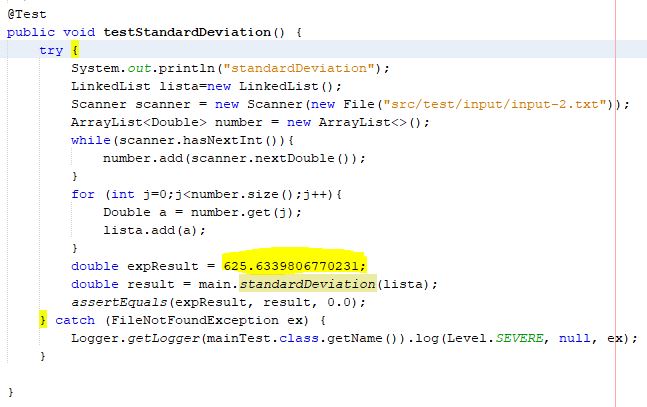 @Test
public void testStandardDeviation() {
try {
System.out.println("standardDeviation");
LinkedList lista=new LinkedList();
Scanner scanner = new Scanner(new File("src/test/input/input-2.txt"));
ArrayList<Double> number = new ArrayList<>();
while(scanner.hasNextInt()){
number.add(scanner.nextDouble());
}
for (int j=0;j<number.size();j++){
Double a = number.get(j);
lista.add(a);
}
double expResult = 625.6339806770231;
double result = main.standardDeviation(lista);
assertEquals(expResult, result, 0.0);
} catch (FileNotFoundException ex) {
Logger.getLogger(mainTest.class.getName()).log(Level.SEVERE, null, ex);
}
}